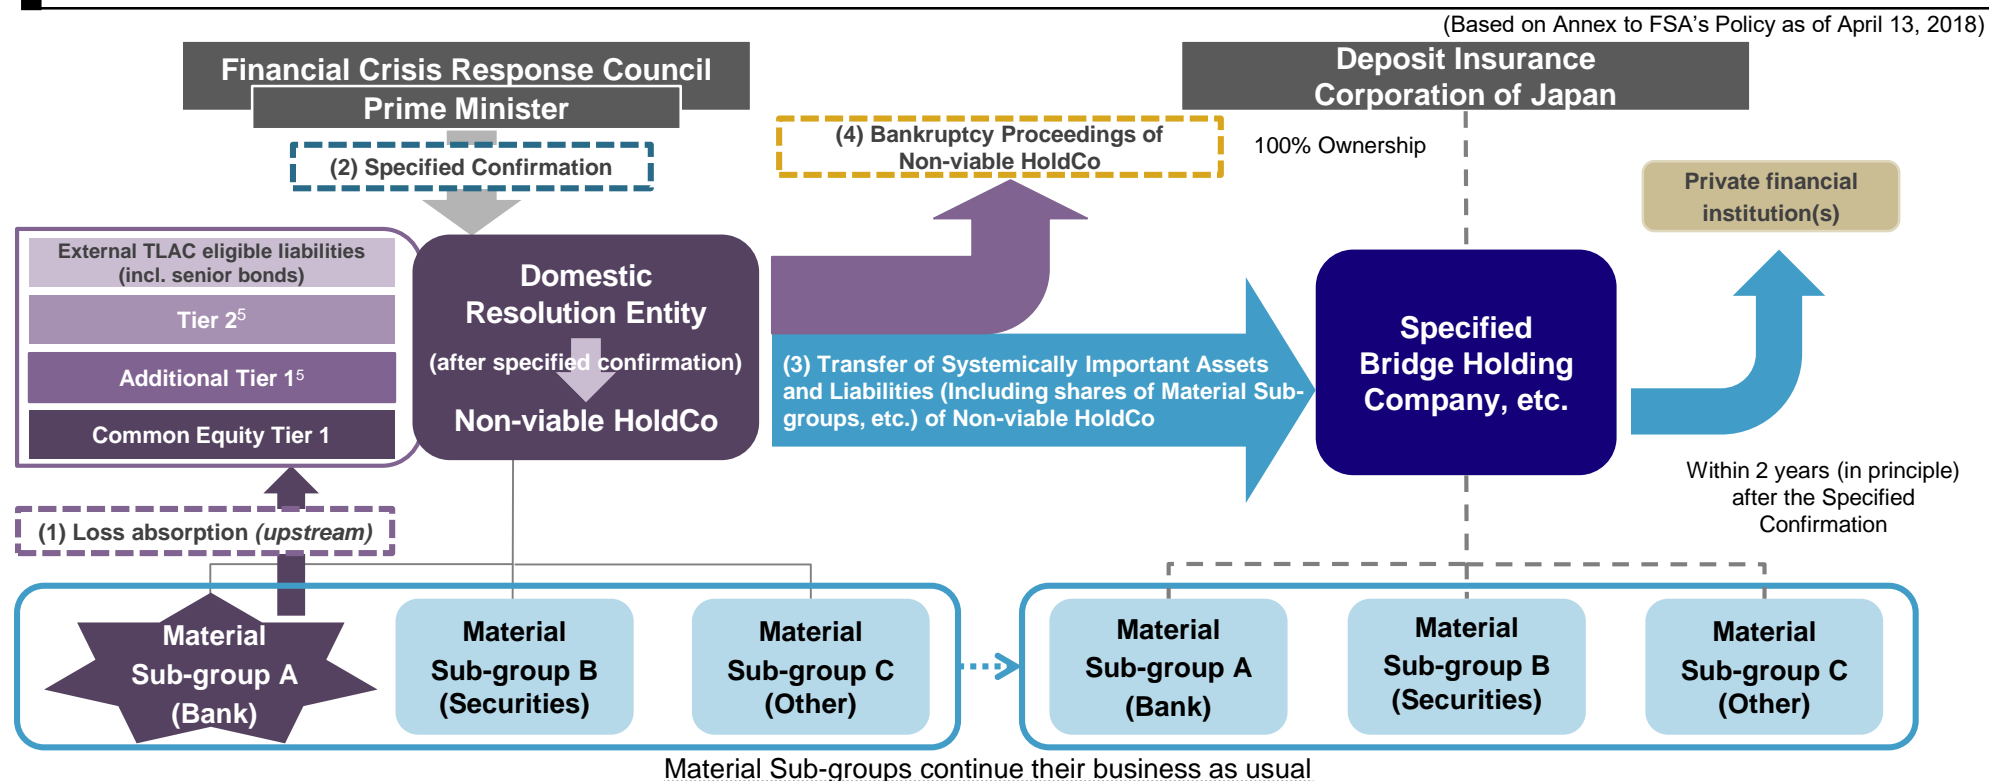 (Based on Annex to FSA's Policy as of April 13, 2018)
Financial Crisis Response Council
Prime Minister
(2) Specified Confirmation
Deposit Insurance
Corporation of Japan
(4) Bankruptcy Proceedings of
Non-viable HoldCo
100% Ownership
Private financial
institution(s)
External TLAC eligible liabilities
(incl. senior bonds)
Tier 2⁵
Additional Tier 1⁵
Common Equity Tier 1
Domestic
Resolution Entity
(after specified confirmation)
Non-viable HoldCo
(3) Transfer of Systemically Important Assets
and Liabilities (Including shares of Material Sub-
groups, etc.) of Non-viable HoldCo
Specified
Bridge Holding
Company, etc.
Within 2 years (in principle)
after the Specified
Confirmation
(1) Loss absorption (upstream)
Material
Sub-group A
(Bank)
Material
Sub-group B
(Securities)
Material
Sub-group C
(Other)
Material
Sub-group A
(Bank)
Material
Sub-group B
(Securities)
Material
Sub-group C
(Other)
Material Sub-groups continue their business as usual